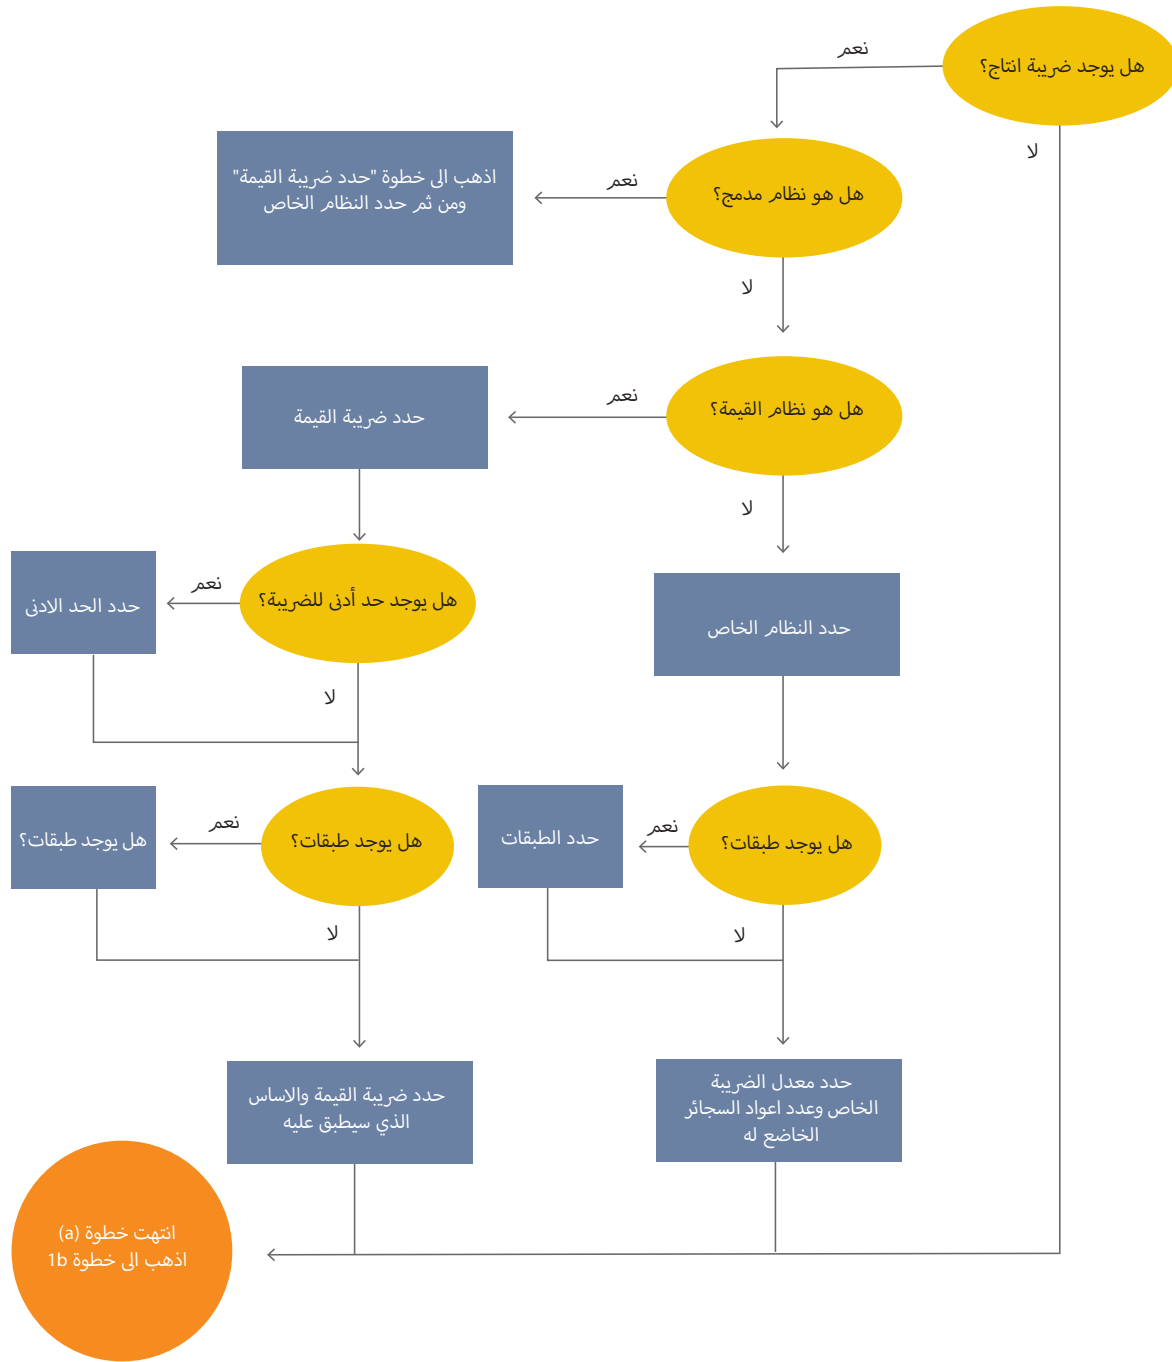 هل يوجد ضريبة انتاج؟
نعم
لا
هل هو نظام مدمج؟
نعم
اذهب الى خطوة "حدد ضريبة القيمة"
ومن ثم حدد النظام الخاص
لا
هل هو نظام القيمة؟
نعم
حدد ضريبة القيمة
لا
حدد النظام الخاص
هل يوجد حد أدنى للضريبة؟
نعم
حدد الحد الادنى
لا
هل يوجد طبقات؟
نعم
حدد الطبقات
لا
هل يوجد طبقات؟
نعم
هل يوجد طبقات؟
لا
حدد معدل الضريبة
الخاص وعدد اعواد السجائر
الخاضع له
حدد ضريبة القيمة والاساس
الذي سيطبق عليه
انتهت خطوة (a)
اذهب الى خطوة 1b